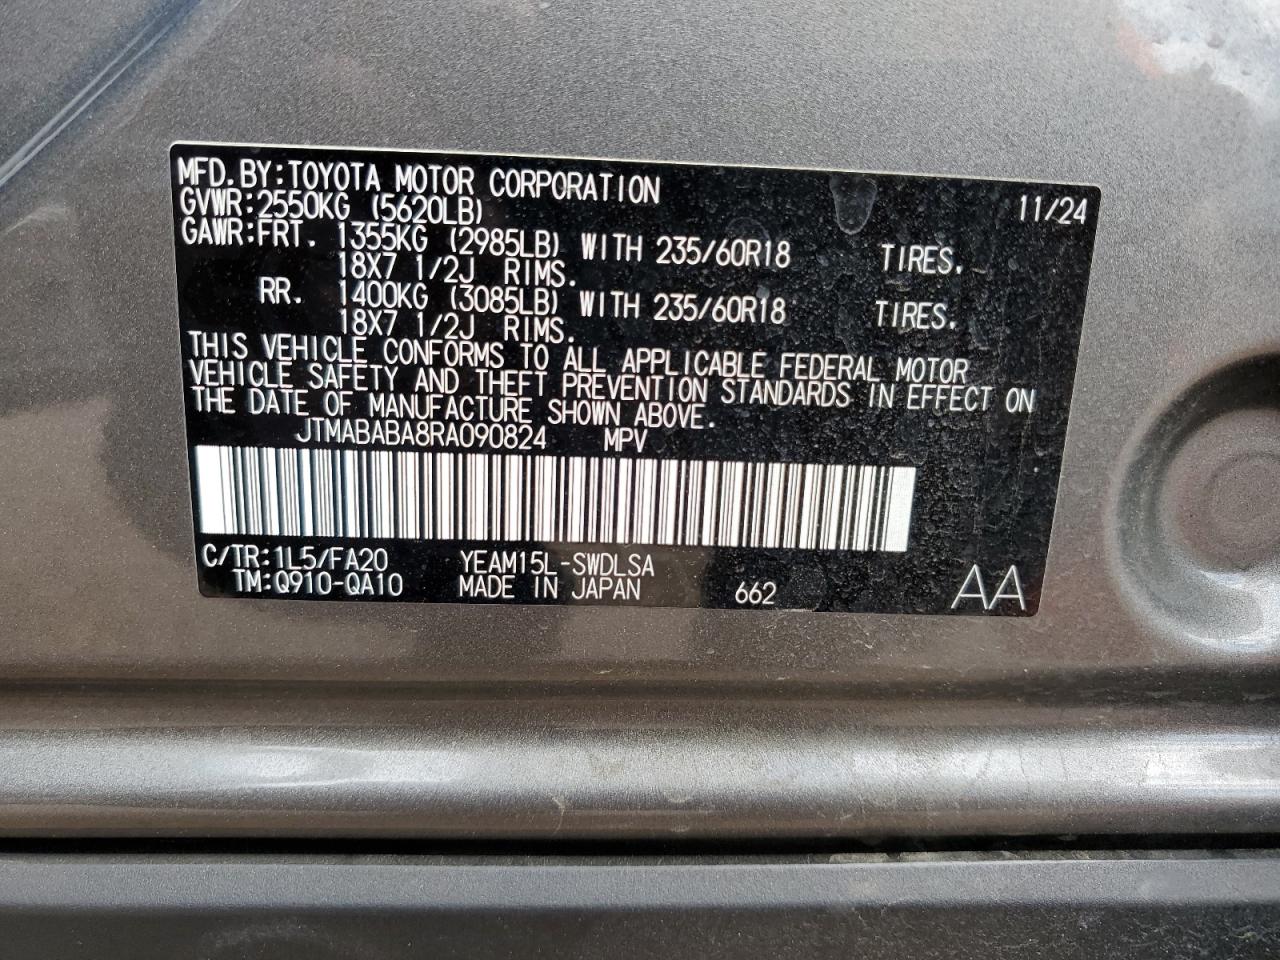 MFD.BY:TOYOTA MOTOR CORPORATION 11/24
GVWR:2550KG (5620LB)
GAWR:FRT. 1355KG (2985LB) WITH 235/60R18 TIRES.
18X7 1/2J RIMS.
RR. 1400KG (3085LB) WITH 235/60R18 TIRES.
18X7 1/2J RIMS.
THIS VEHICLE CONFORMS TO ALL APPLICABLE FEDERAL MOTOR
VEHICLE SAFETY AND THEFT PREVENTION STANDARDS IN EFFECT ON
THE DATE OF MANUFACTURE SHOWN ABOVE.
JTMABABA8RA090824 MPV
C/TR:1L5/FA20 YEAM15L-SWDLSA
TM:Q910-QA10 MADE IN JAPAN 662 AA